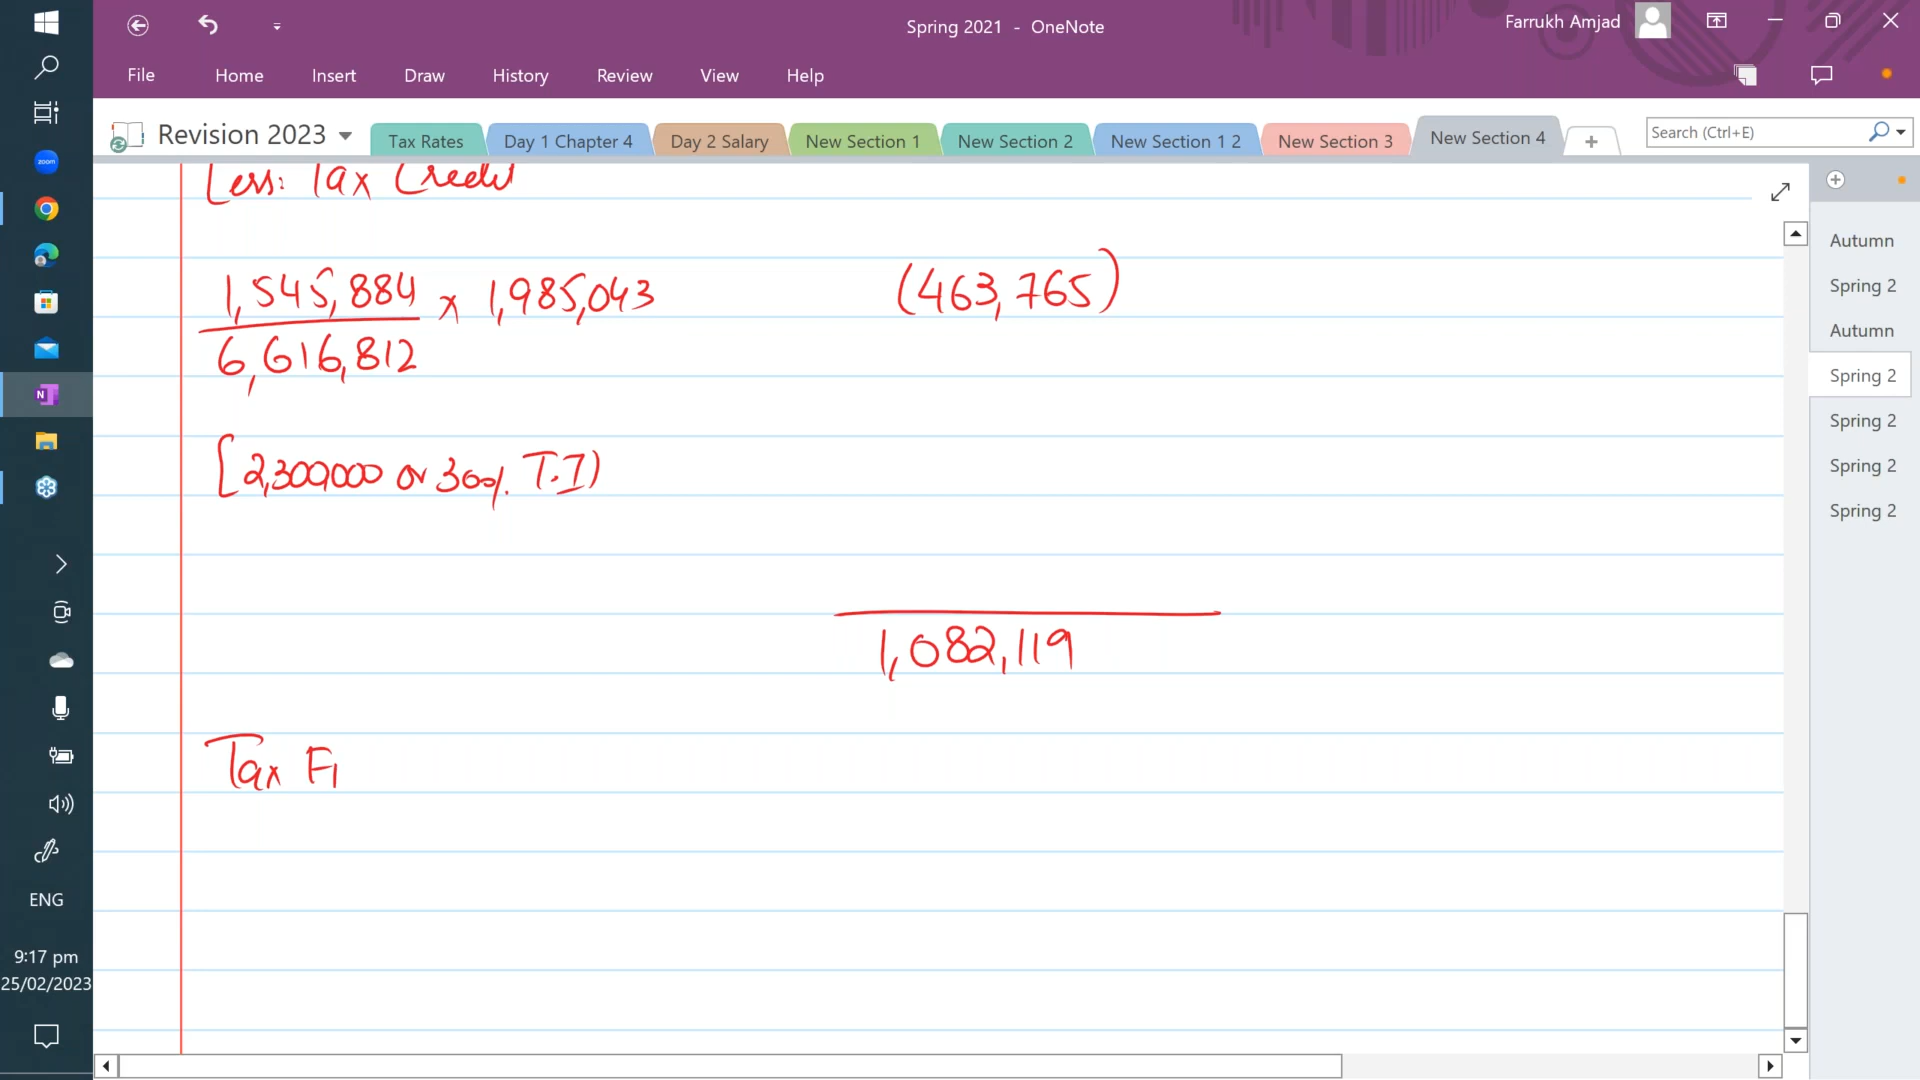 Spring 2021 - OneNote
Farrukh Amjad
File Home Insert Draw History Review View Help
Revision 2023
Tax Rates Day 1 Chapter 4 Day 2 Salary New Section 1 New Section 2 New Section 1 2 New Section 3 New Section 4
Search (Ctrl+E)
Less: Tax Credit
1,545,884 x 1,985,043 (463,765)
6,616,812
[2,300,000 or 30% T.I)
1,082,119
Tax Fi
Autumn
Spring 2
Autumn
Spring 2
Spring 2
Spring 2
Spring 2
zoom
N
ENG
9:17 pm
25/02/2023